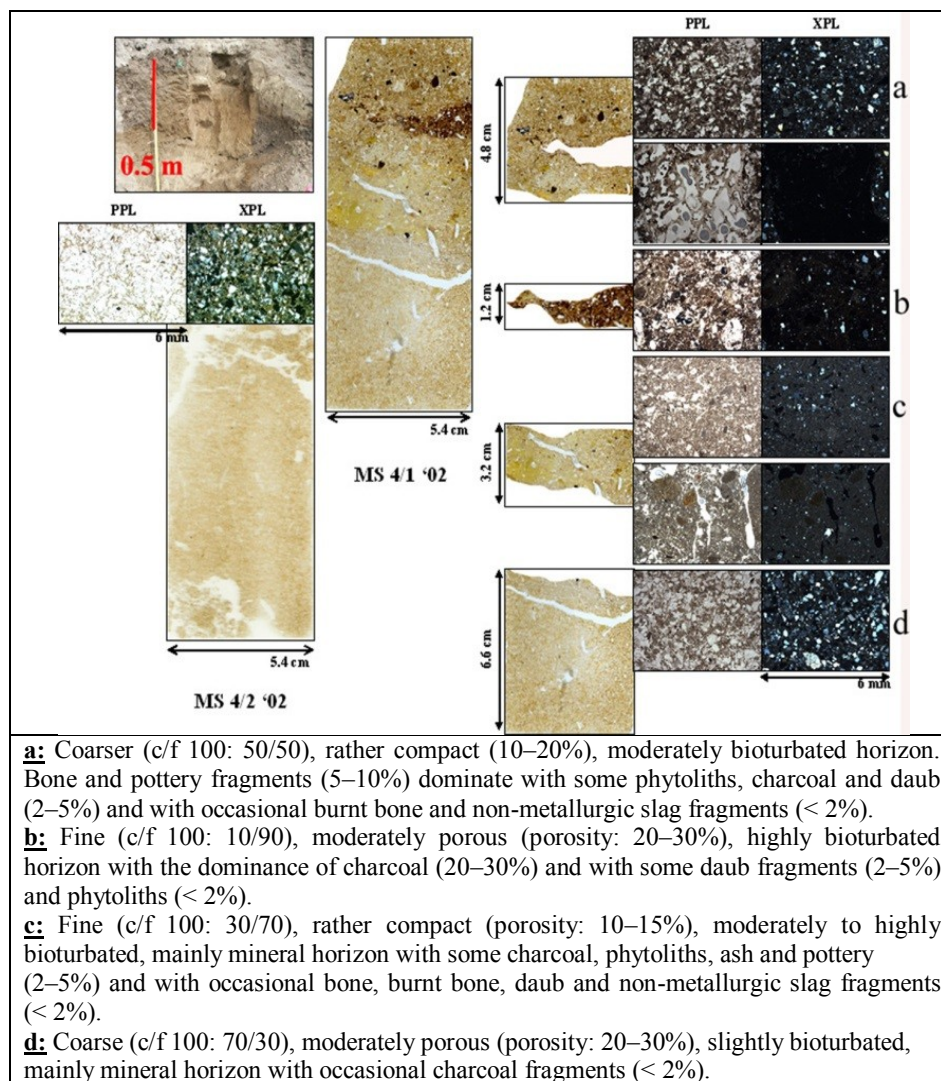 PPL XPL
a
0.5 m
4.8 cm
PPL XPL
b
1.2 cm
6 mm
c
5.4 cm
3.2 cm
MS 4/1 ‘02
d
6.6 cm
5.4 cm
6 mm
MS 4/2 ‘02
a: Coarser (c/f 100: 50/50), rather compact (10–20%), moderately bioturbated horizon.
Bone and pottery fragments (5–10%) dominate with some phytoliths, charcoal and daub
(2–5%) and with occasional burnt bone and non-metallurgic slag fragments (< 2%).
b: Fine (c/f 100: 10/90), moderately porous (porosity: 20–30%), highly bioturbated
horizon with the dominance of charcoal (20–30%) and with some daub fragments (2–5%)
and phytoliths (< 2%).
c: Fine (c/f 100: 30/70), rather compact (porosity: 10–15%), moderately to highly
bioturbated, mainly mineral horizon with some charcoal, phytoliths, ash and pottery
(2–5%) and with occasional bone, burnt bone, daub and non-metallurgic slag fragments
(< 2%).
d: Coarse (c/f 100: 70/30), moderately porous (porosity: 20–30%), slightly bioturbated,
mainly mineral horizon with occasional charcoal fragments (< 2%).